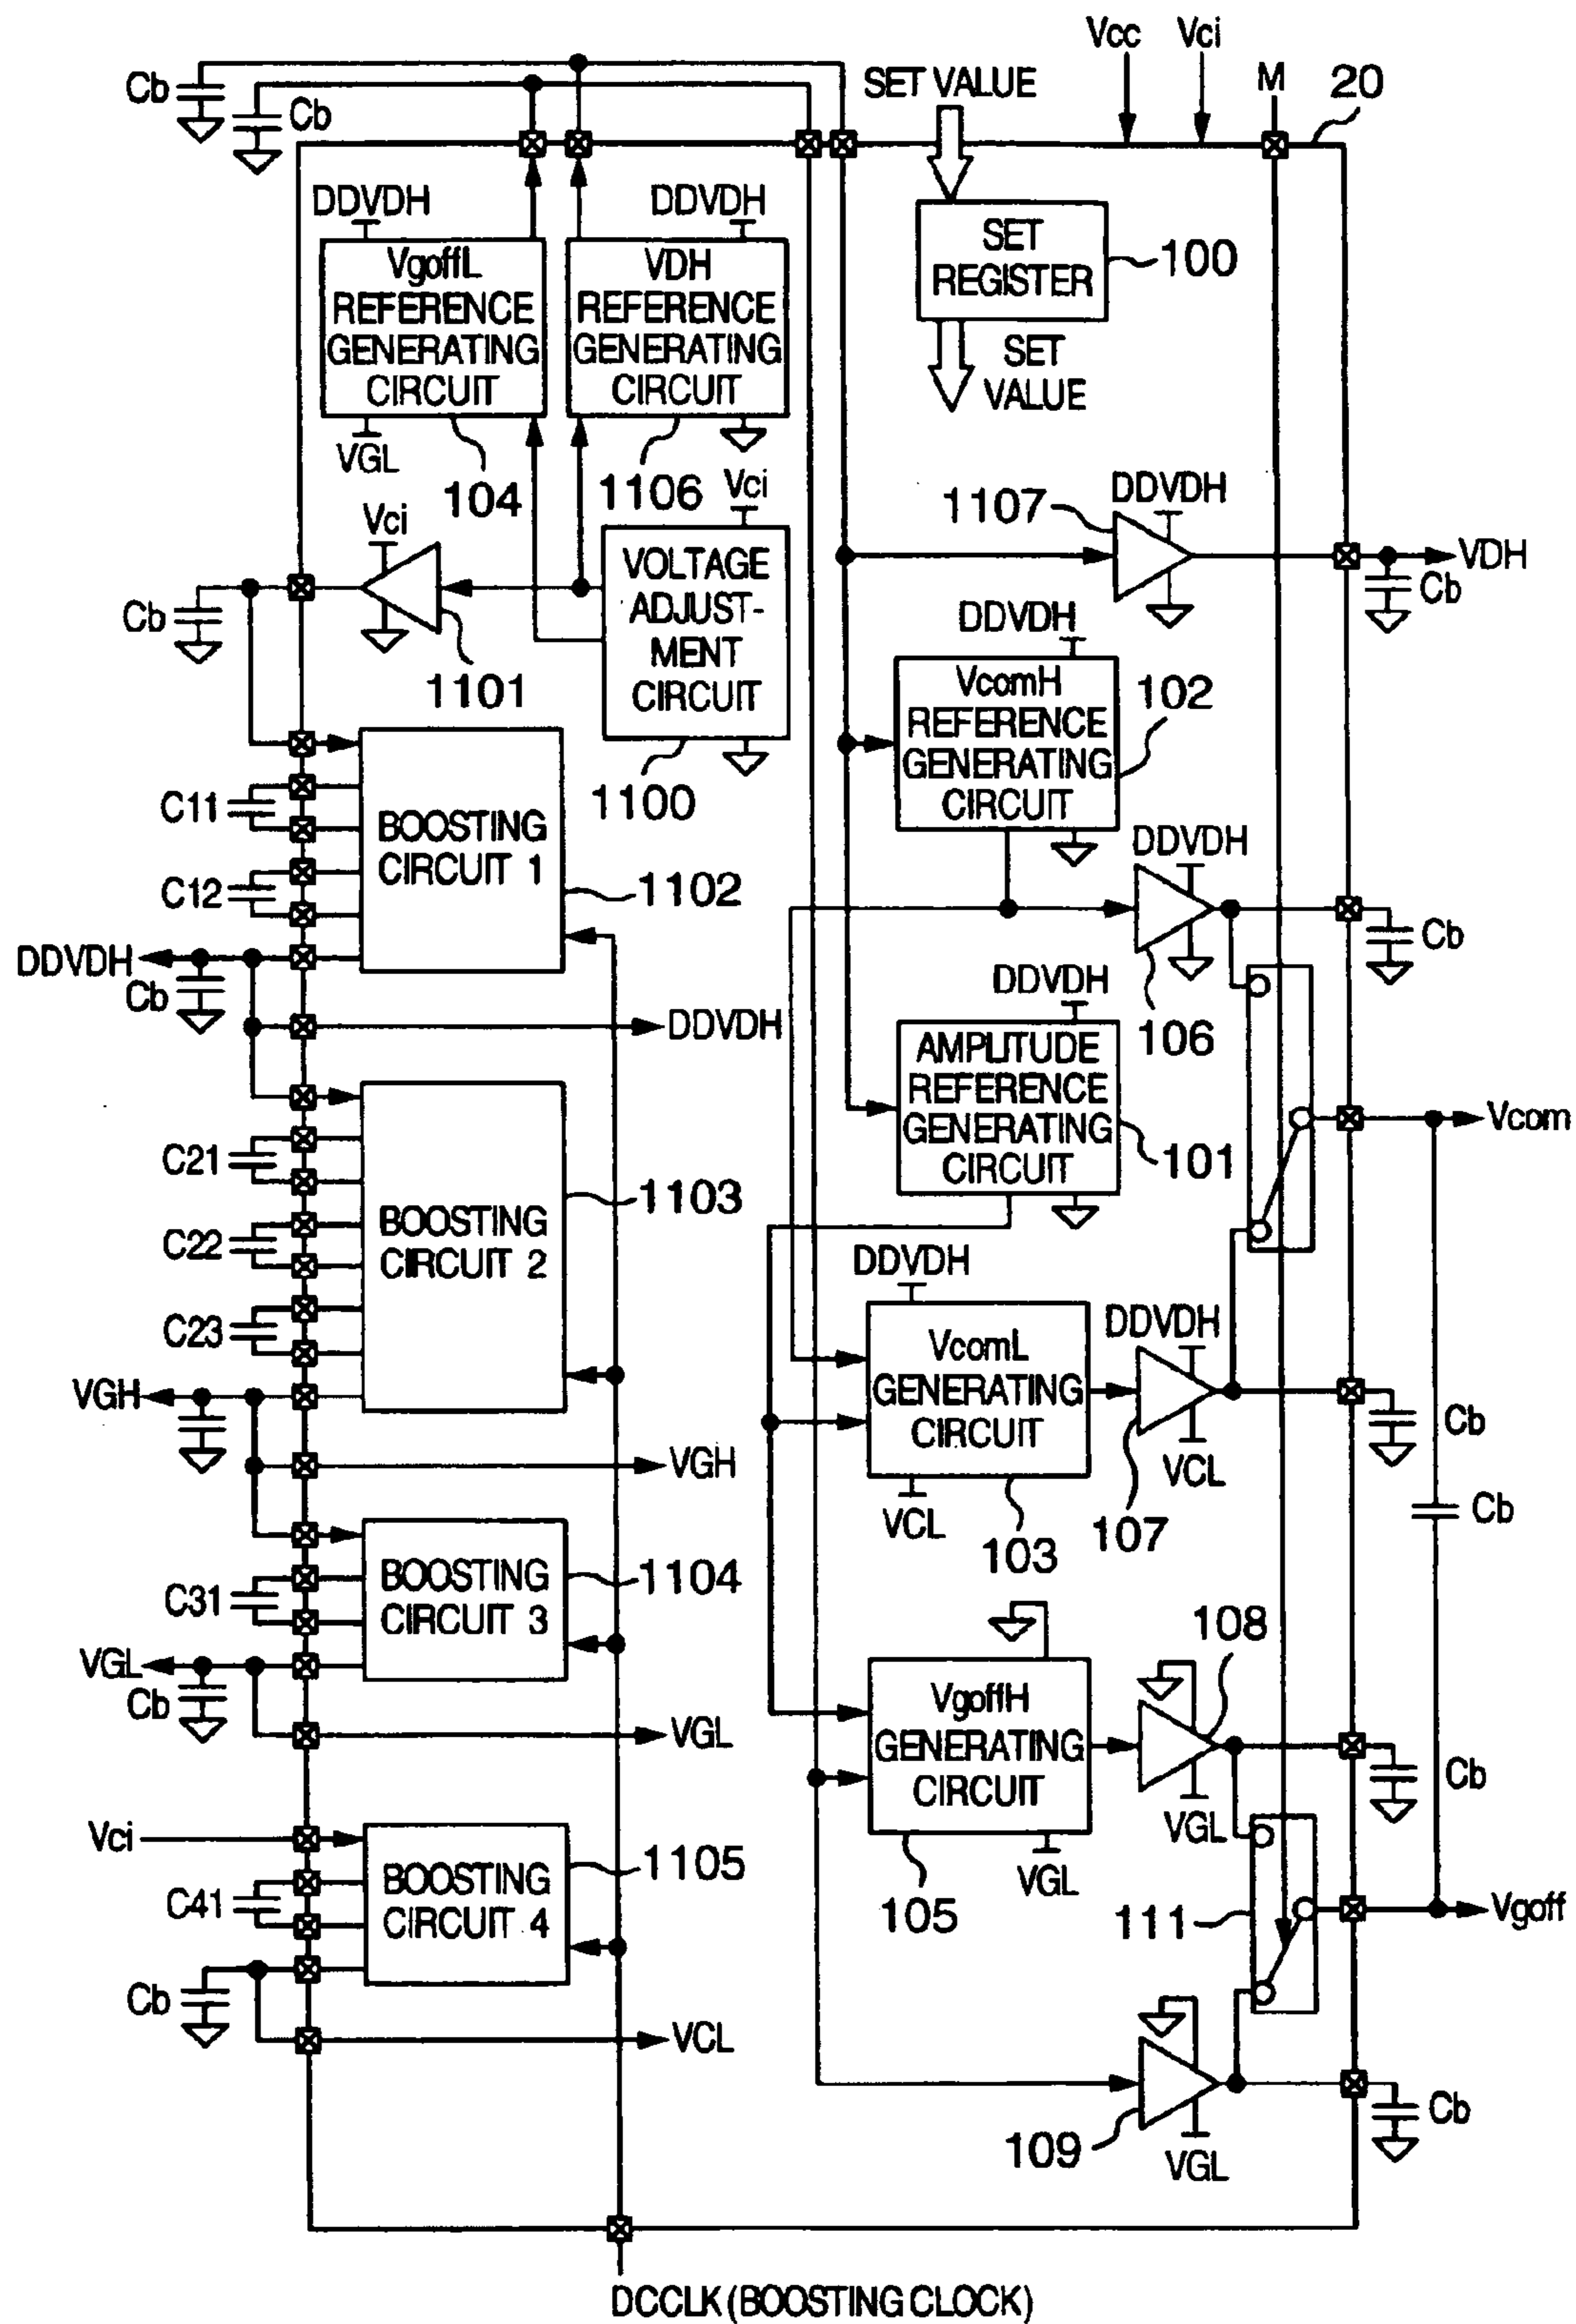 Vcc
Vci
Cb
Cb
SET VALUE
M
20
DDVDH
DDVDH
VgoffL
REFERENCE
GENERATING
CIRCUIT
VDH
REFERENCE
GENERATING
CIRCUIT
SET
REGISTER
100
SET
VALUE
VGL
104
1106
Vci
Vci
VOLTAGE
ADJUST-
MENT
CIRCUIT
1107
DDVDH
VDH
Cb
Cb
1101
1100
DDVDH
VcomH
REFERENCE
GENERATING
CIRCUIT
102
C11
C12
BOOSTING
CIRCUIT 1
1102
DDVDH
106
Cb
DDVDH
Cb
DDVDH
DDVDH
AMPLITUDE
REFERENCE
GENERATING
CIRCUIT
101
Vcom
C21
C22
C23
BOOSTING
CIRCUIT 2
1103
DDVDH
VcomL
GENERATING
CIRCUIT
VCL
103
DDVDH
VCL
107
Cb
Cb
VGH
VGH
C31
BOOSTING
CIRCUIT 3
1104
VGL
Cb
VGL
VgoffH
GENERATING
CIRCUIT
VGL
105
108
VGL
Cb
111
Vgoff
Vci
C41
BOOSTING
CIRCUIT 4
1105
Cb
VCL
109
VGL
Cb
DCCLK (BOOSTING CLOCK)